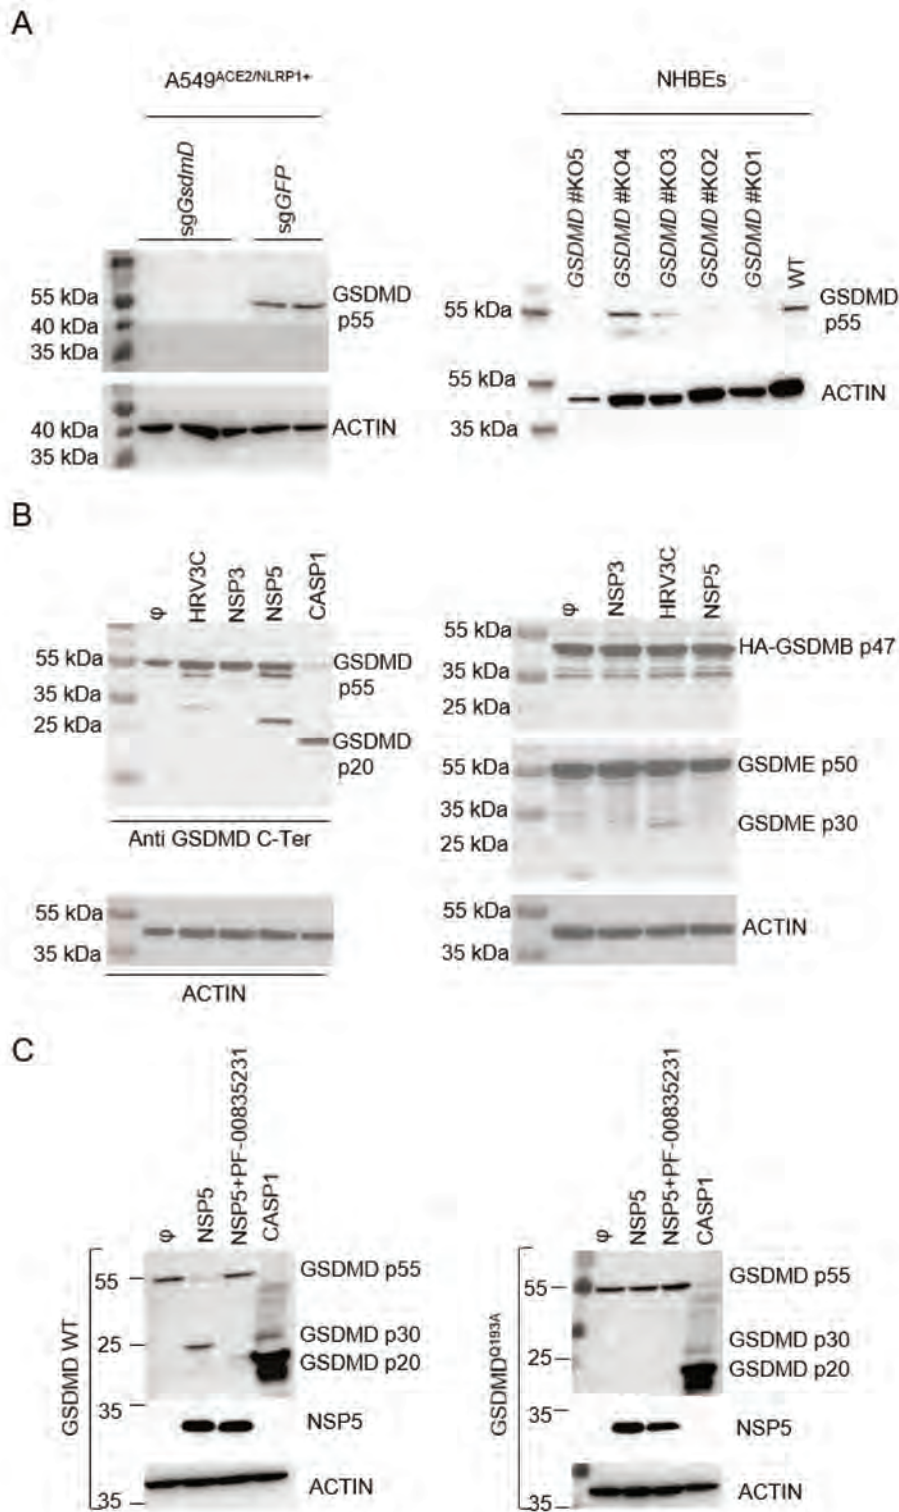 A
A549ACE2/NLRP1+
sgGsdmD
sgGFP
55 kDa
40 kDa
35 kDa
GSDMD
p55
40 kDa
35 kDa
ACTIN
NHBEs
GSDMD #KO5
GSDMD #KO4
GSDMD #KO3
GSDMD #KO2
GSDMD #KO1
WT
55 kDa
GSDMD
p55
55 kDa
35 kDa
ACTIN
B
φ
HRV3C
NSP3
NSP5
CASP1
55 kDa
35 kDa
25 kDa
GSDMD
p55
GSDMD
p20
Anti GSDMD C-Ter
55 kDa
35 kDa
ACTIN
φ
NSP3
HRV3C
NSP5
55 kDa
35 kDa
25 kDa
HA-GSDMB p47
55 kDa
35 kDa
25 kDa
GSDME p50
GSDME p30
55 kDa
35 kDa
ACTIN
C
GSDMD WT
φ
NSP5
NSP5+PF-00835231
CASP1
55
25
35
35
GSDMD p55
GSDMD p30
GSDMD p20
NSP5
ACTIN
GSDMDQ193A
φ
NSP5
NSP5+PF-00835231
CASP1
55
25
35
35
GSDMD p55
GSDMD p30
GSDMD p20
NSP5
ACTIN